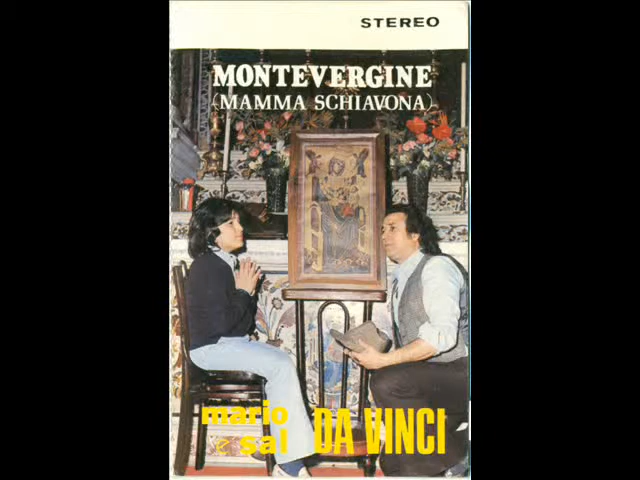 STEREO
MONTEVERGINE
(MAMMA SCHIAVONA)
mario
e sal DA VINCI